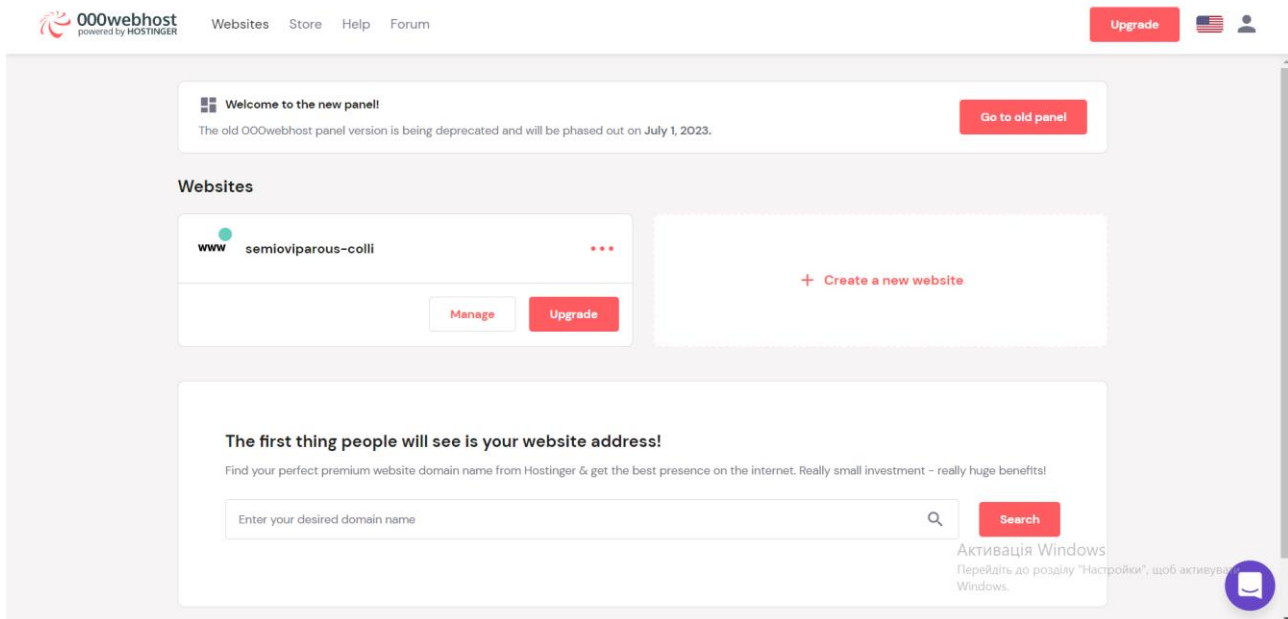 000webhost
powered by HOSTINGER
Websites Store Help Forum
Upgrade
Welcome to the new panel!
The old 000webhost panel version is being deprecated and will be phased out on July 1, 2023.
Go to old panel
Websites
www semioviparous-colli
Manage
Upgrade
+ Create a new website
The first thing people will see is your website address!
Find your perfect premium website domain name from Hostinger & get the best presence on the internet. Really small investment - really huge benefits!
Enter your desired domain name
Search
Активація Windows
Перейдіть до розділу "Настройки", щоб активувати
Windows.